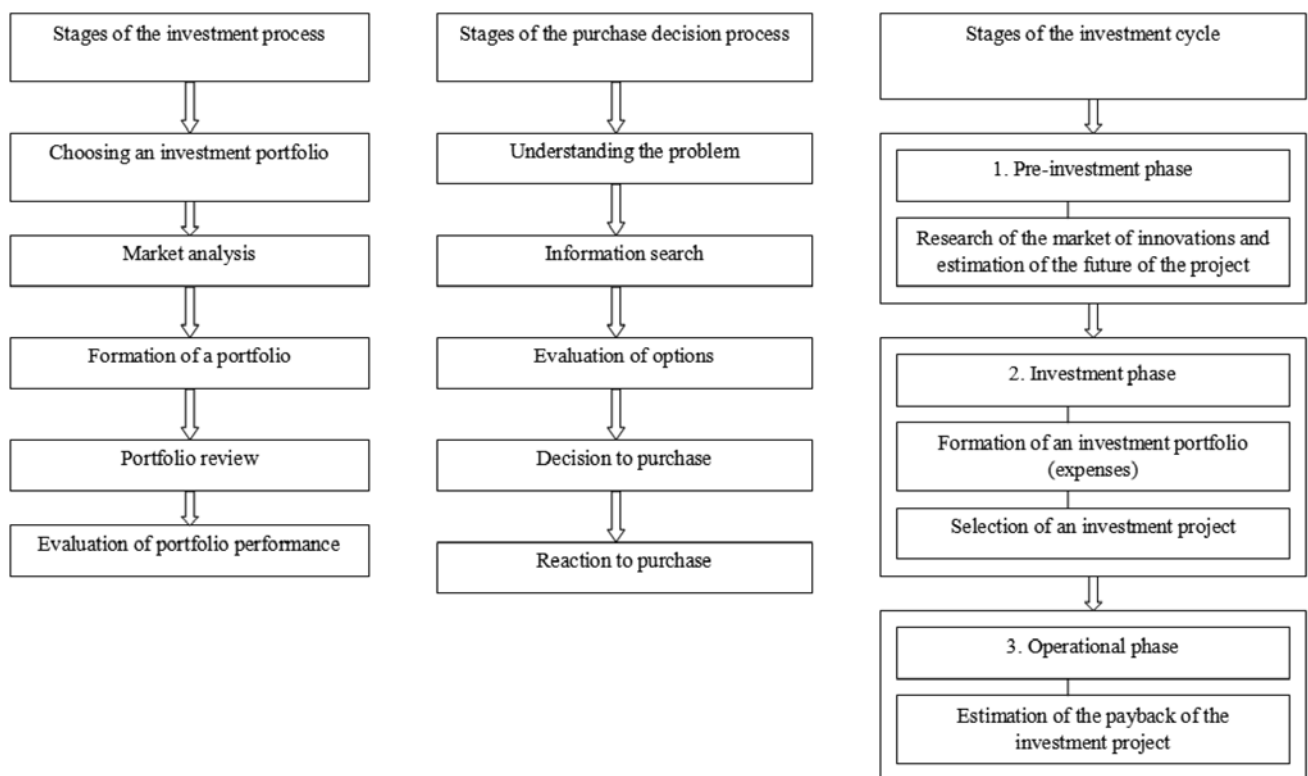 Stages of the investment process
Choosing an investment portfolio
Market analysis
Formation of a portfolio
Portfolio review
Evaluation of portfolio performance
Stages of the purchase decision process
Understanding the problem
Information search
Evaluation of options
Decision to purchase
Reaction to purchase
Stages of the investment cycle
1. Pre-investment phase
Research of the market of innovations and
estimation of the future of the project
2. Investment phase
Formation of an investment portfolio
(expenses)
Selection of an investment project
3. Operational phase
Estimation of the payback of the
investment project